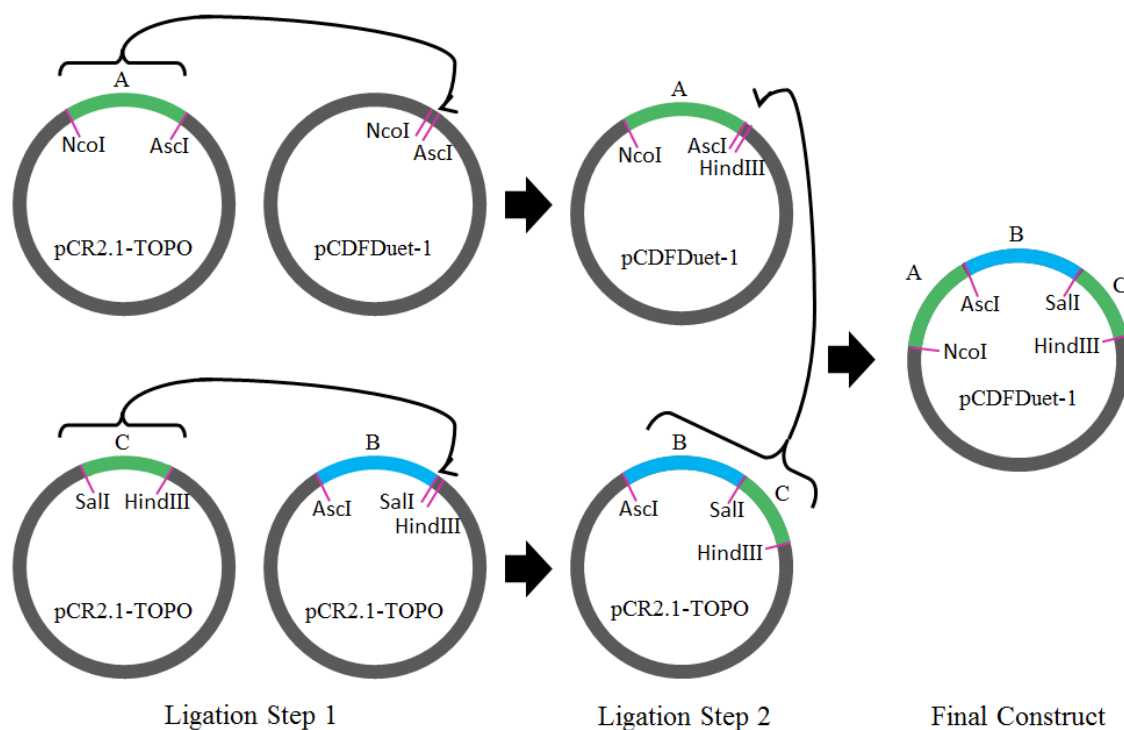 A
NcoI
AscI
pCR2.1-TOPO
NcoI
AscI
pCDFDuet-1
A
NcoI
AscI
HindIII
pCDFDuet-1
C
SalI
HindIII
pCR2.1-TOPO
B
AscI
SalI
HindIII
pCR2.1-TOPO
B
C
AscI
SalI
HindIII
pCR2.1-TOPO
A
B
C
AscI
SalI
NcoI
HindIII
pCDFDuet-1
Ligation Step 1
Ligation Step 2
Final Construct